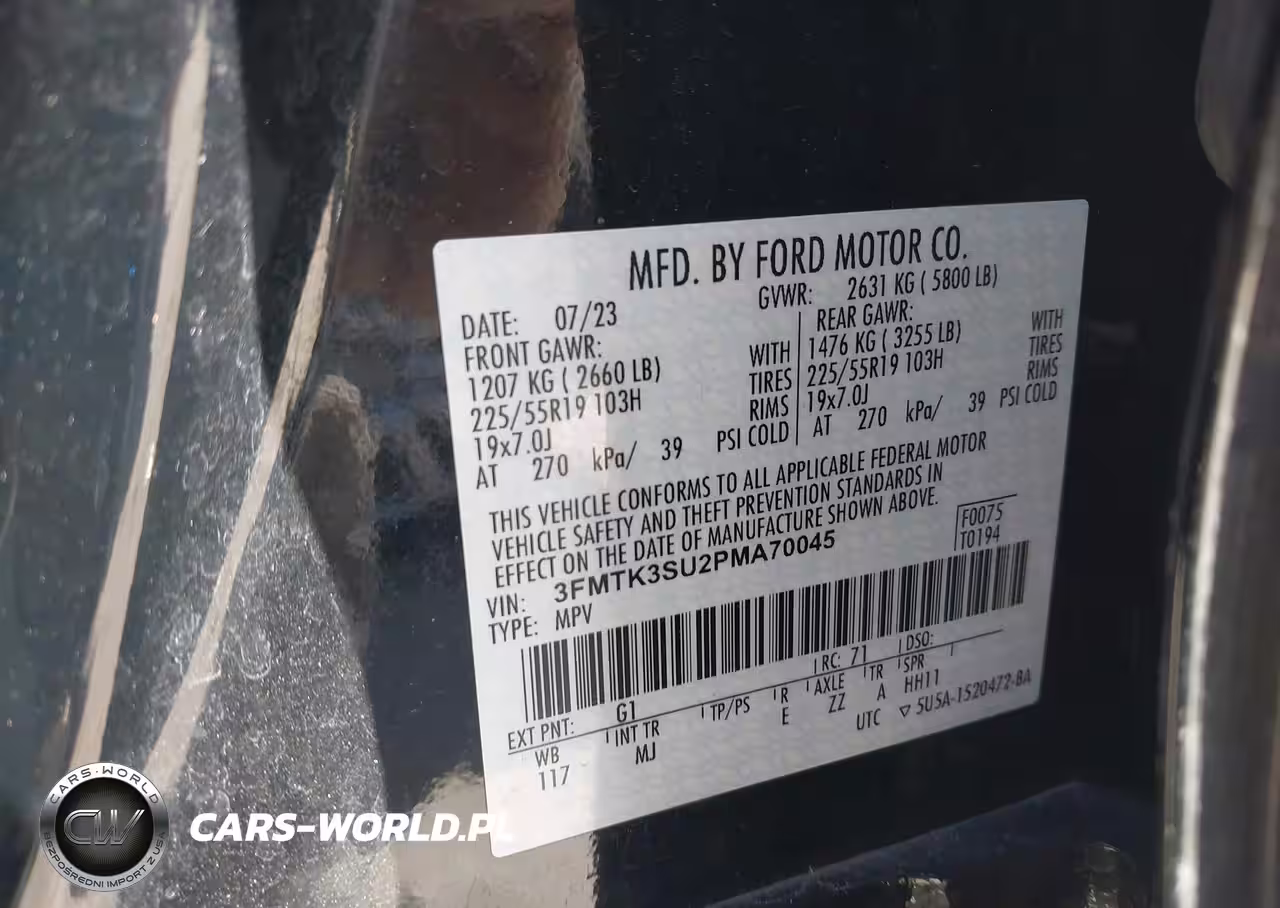 MFD. BY FORD MOTOR CO.
DATE: 07/23 GVWR: 2631 KG ( 5800 LB)
FRONT GAWR: REAR GAWR:
1207 KG ( 2660 LB) WITH 1476 KG ( 3255 LB) WITH
225/55R19 103H TIRES 225/55R19 103H TIRES
19x7.0J RIMS 19x7.0J RIMS
AT 270 kPa/ 39 PSI COLD AT 270 kPa/ 39 PSI COLD
THIS VEHICLE CONFORMS TO ALL APPLICABLE FEDERAL MOTOR
VEHICLE SAFETY AND THEFT PREVENTION STANDARDS IN
EFFECT ON THE DATE OF MANUFACTURE SHOWN ABOVE.
F0075
T0194
VIN: 3FMTK3SU2PMA70045
TYPE: MPV
EXT PNT: G1 RC: 71 DSO:
WB INT TR TP/PS R AXLE TR SPR
117 MJ E ZZ A HH11
UTC ▽ 5U5A-1520472-BA
CARS-WORLD
CW
BEZPOŚREDNI IMPORT Z USA
CARS-WORLD.PL